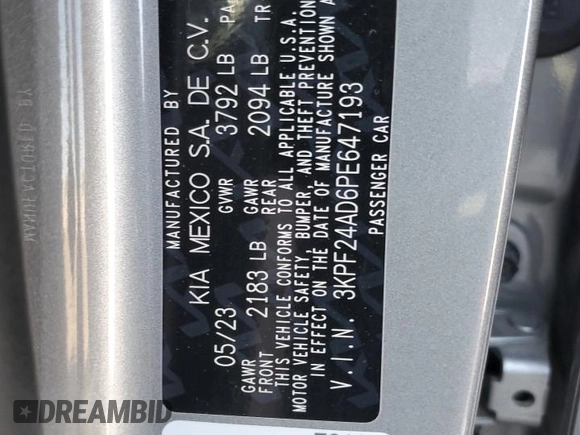 MANUFACTURED BY
KIA MEXICO S.A. DE C.V.
05/23 GVWR 3792 LB
GAWR FRONT 2183 LB GAWR REAR 2094 LB
THIS VEHICLE CONFORMS TO ALL APPLICABLE U.S.A.
MOTOR VEHICLE SAFETY, BUMPER, AND THEFT PREVENTION
IN EFFECT ON THE DATE OF MANUFACTURE SHOWN A
V.I.N. 3KPF24AD6PE647193
PASSENGER CAR
PA
TR
DREAMBID